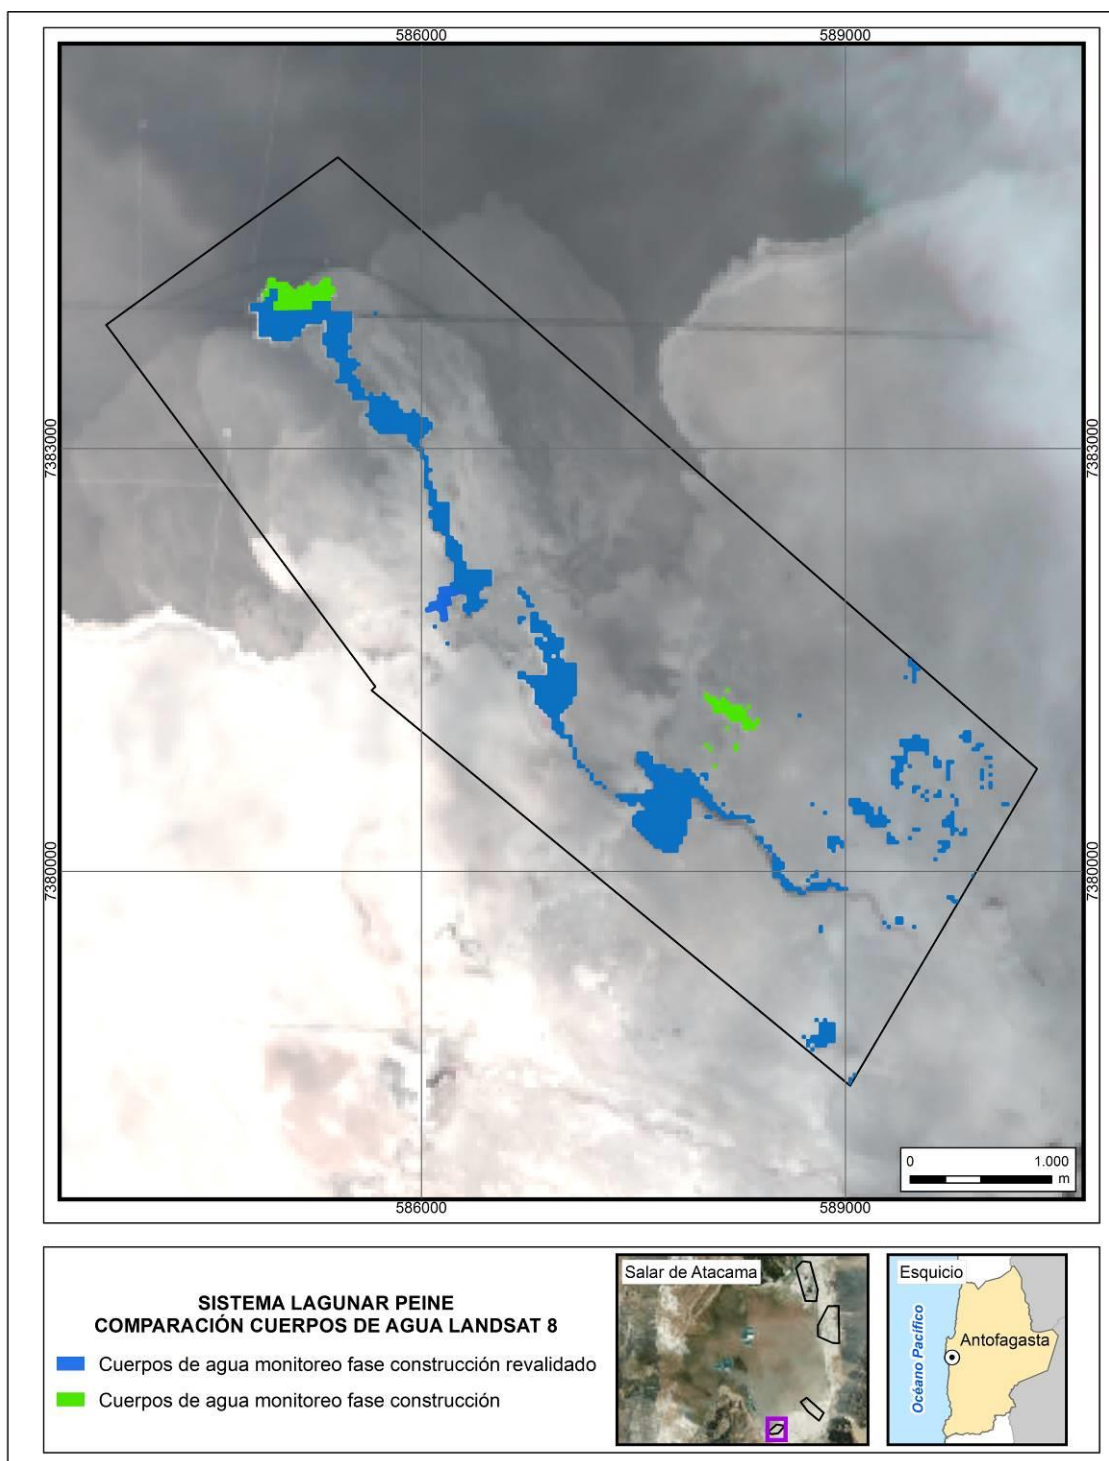 586000
589000
7383000
7383000
7380000
7380000
0
1.000
m
586000
589000
SISTEMA LAGUNAR PEINE
COMPARACIÓN CUERPOS DE AGUA LANDSAT 8
Cuerpos de agua monitoreo fase construcción revalidado
Cuerpos de agua monitoreo fase construcción
Salar de Atacama
Esquicio
Océano Pacífico
Antofagasta